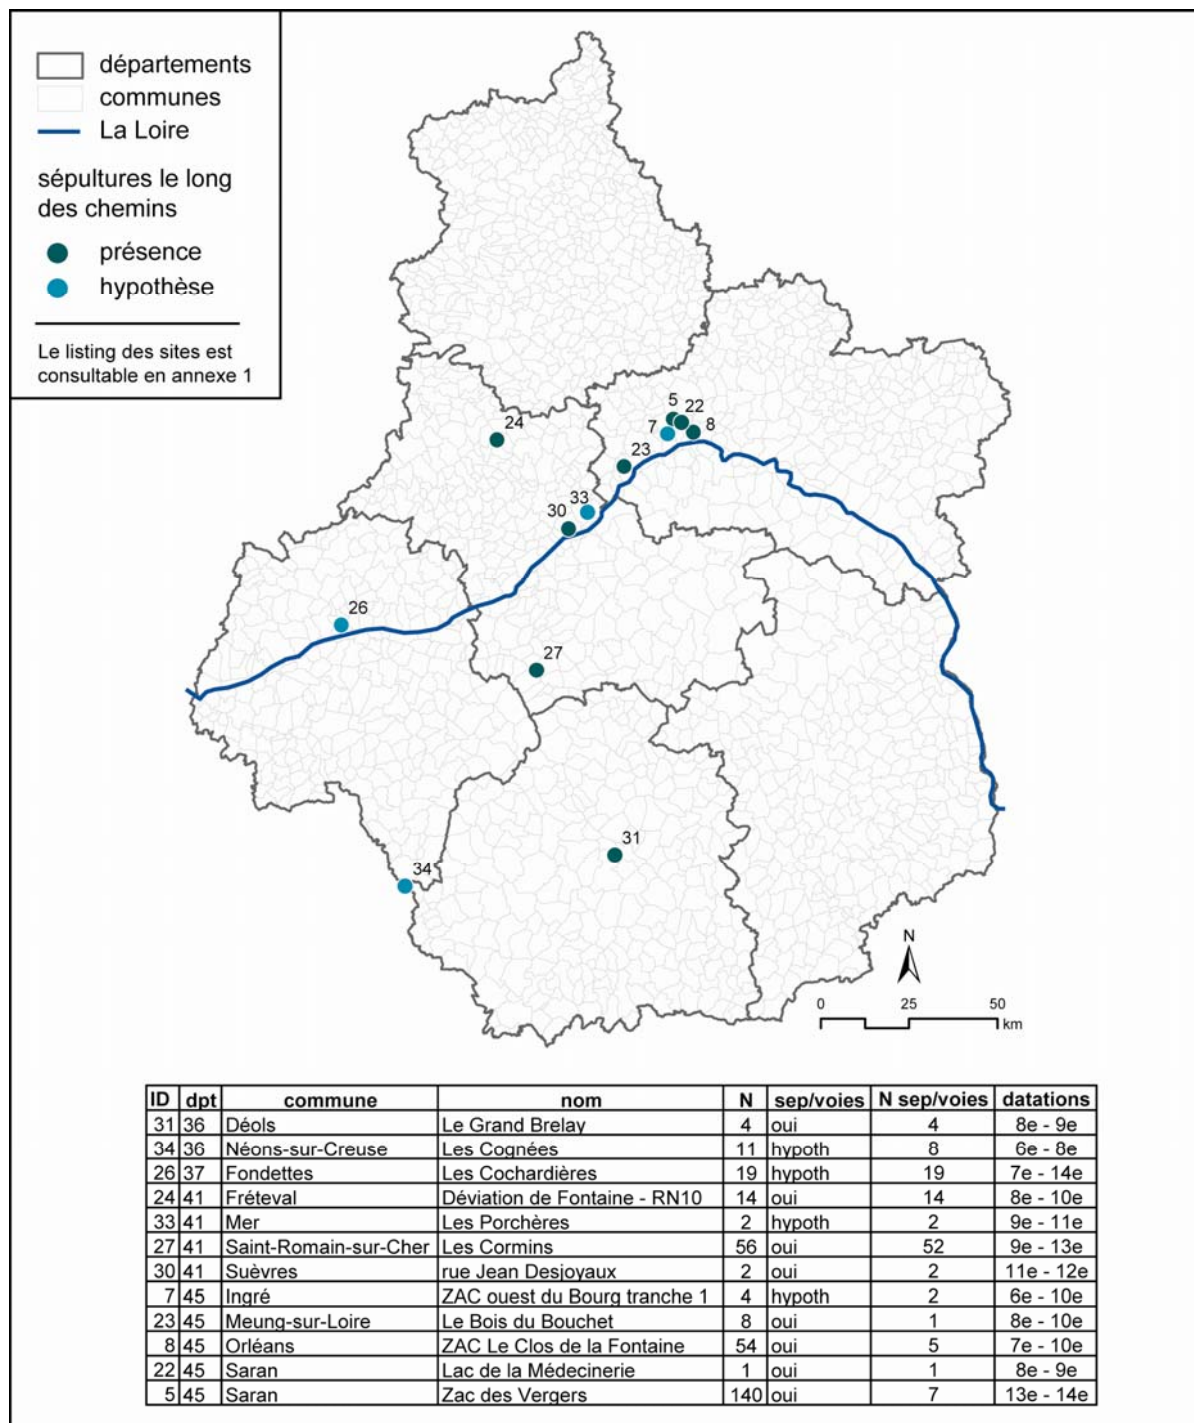 départements
communes
La Loire
sépultures le long
des chemins
présence
hypothèse
Le listing des sites est
consultable en annexe 1
5
22
7
8
24
23
33
30
26
27
31
34
N
0 25 50
km
ID dpt commune nom N sep/voies N sep/voies datations
31 36 Déols Le Grand Brelay 4 oui 4 8e - 9e
34 36 Néons-sur-Creuse Les Cognées 11 hypoth 8 6e - 8e
26 37 Fondettes Les Cochardières 19 hypoth 19 7e - 14e
24 41 Fréteval Déviation de Fontaine - RN10 14 oui 14 8e - 10e
33 41 Mer Les Porchères 2 hypoth 2 9e - 11e
27 41 Saint-Romain-sur-Cher Les Cormins 56 oui 52 9e - 13e
30 41 Suèvres rue Jean Desjoyaux 2 oui 2 11e - 12e
7 45 Ingré ZAC ouest du Bourg tranche 1 4 hypoth 2 6e - 10e
23 45 Meung-sur-Loire Le Bois du Bouchet 8 oui 1 8e - 10e
8 45 Orléans ZAC Le Clos de la Fontaine 54 oui 5 7e - 10e
22 45 Saran Lac de la Médecinerie 1 oui 1 8e - 9e
5 45 Saran Zac des Vergers 140 oui 7 13e - 14e